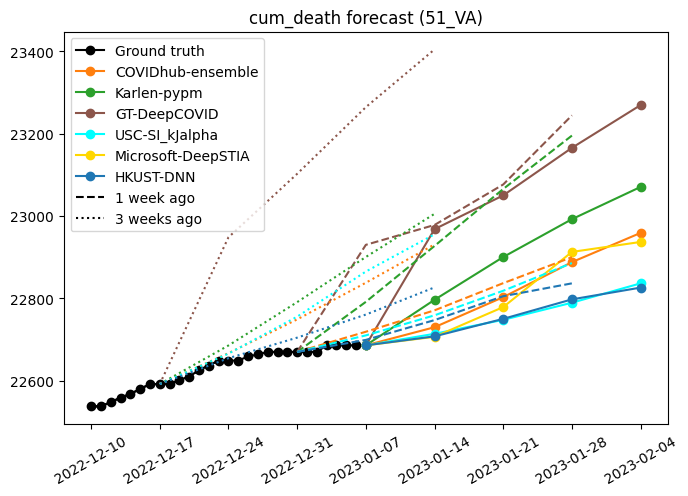 cum_death forecast (51_VA)
23400
23200
23000
22800
22600
Ground truth
COVIDhub-ensemble
Karlen-pypm
GT-DeepCOVID
USC-SI_kJalpha
Microsoft-DeepSTIA
HKUST-DNN
1 week ago
3 weeks ago
2022-12-10
2022-12-17
2022-12-24
2022-12-31
2023-01-07
2023-01-14
2023-01-21
2023-01-28
2023-02-04